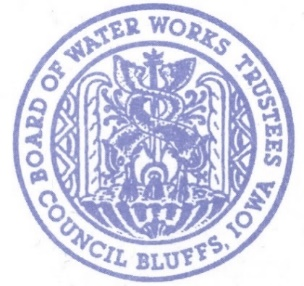 BOARD OF WATER WORKS TRUSTEES
COUNCIL BLUFFS, IOWA